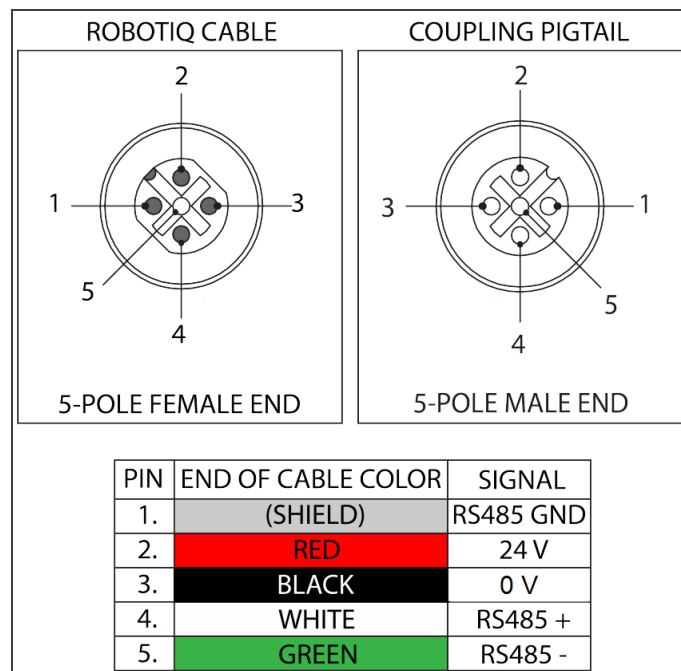 ROBOTIQ CABLE
COUPLING PIGTAIL
2
1
3
5
4
5-POLE FEMALE END
2
3
1
5
4
5-POLE MALE END
PIN END OF CABLE COLOR SIGNAL
1. (SHIELD) RS485 GND
2. RED 24 V
3. BLACK 0 V
4. WHITE RS485 +
5. GREEN RS485 -